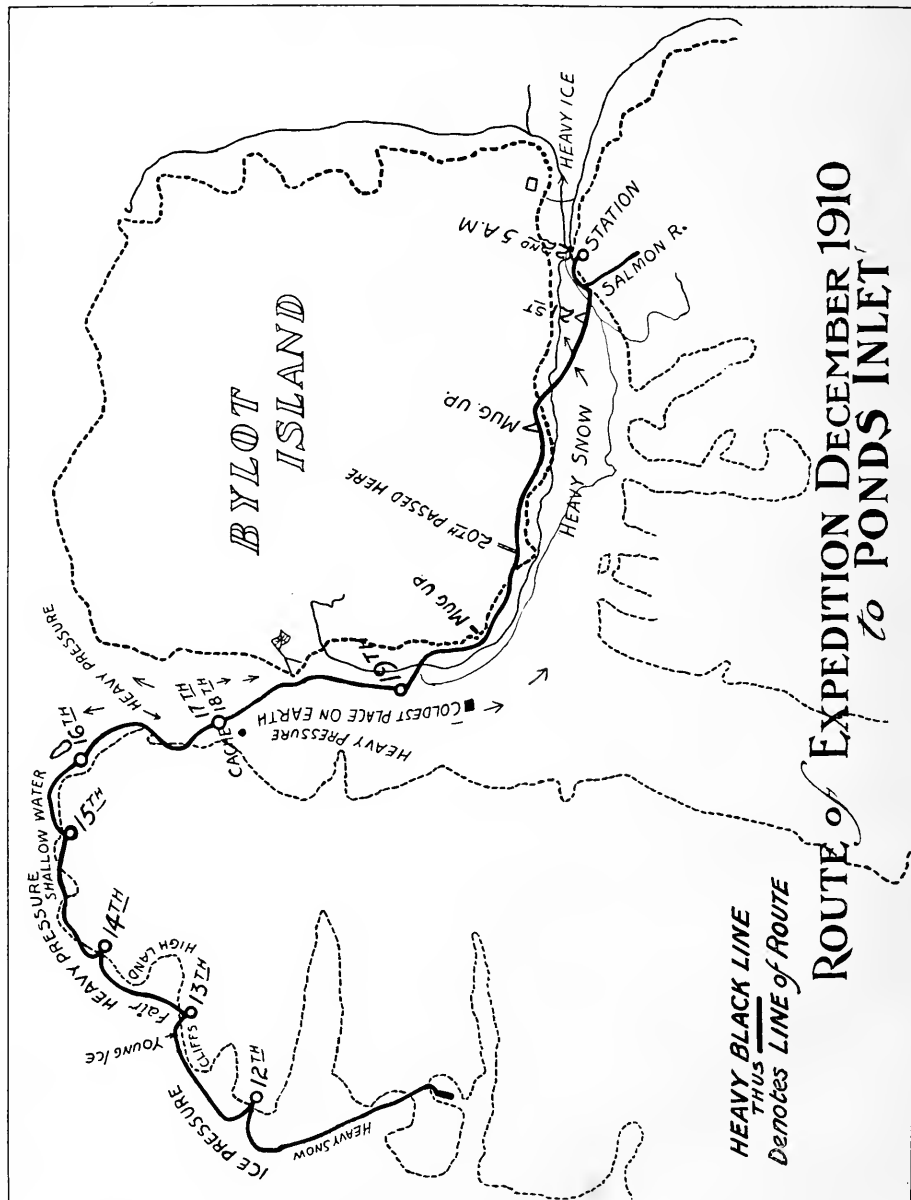 ROUTE of EXPEDITION DECEMBER 1910
to PONDS INLET
HEAVY BLACK LINE
THUS
Denotes LINE of ROUTE
BYLOT
ISLAND
HEAVY SNOW
ICE PRESSURE
12TH
CLIFFS
YOUNG ICE
13TH
Fair
HIGH LAND
14TH
HEAVY PRESSURE
SHALLOW WATER
15TH
16TH
HEAVY PRESSURE
17TH
18TH
CACHE
HEAVY PRESSURE
COLDEST PLACE ON EARTH
19TH
MUG UP
20TH PASSED HERE
HEAVY SNOW
MUG. UP.
21ST
22ND 5 A.M
STATION
SALMON R.
HEAVY ICE